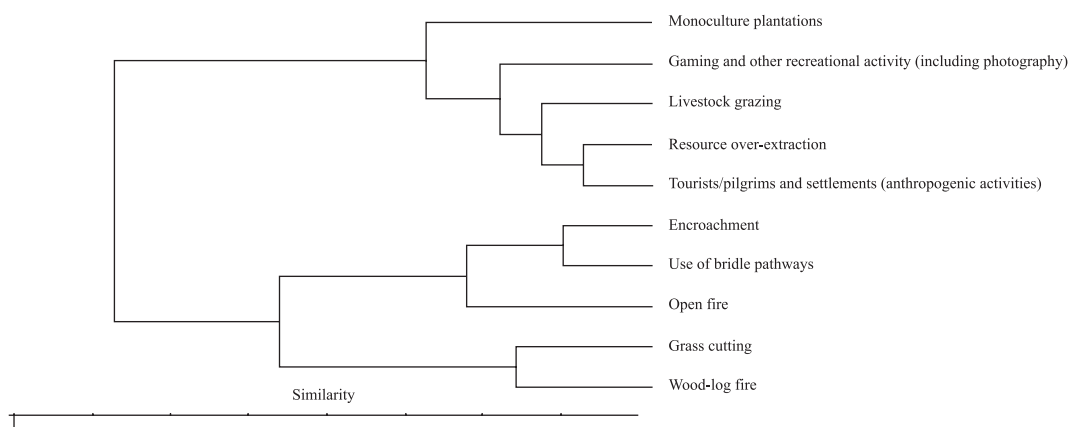 Monoculture plantations
Gaming and other recreational activity (including photography)
Livestock grazing
Resource over-extraction
Tourists/pilgrims and settlements (anthropogenic activities)
Encroachment
Use of bridle pathways
Open fire
Grass cutting
Wood-log fire
Similarity